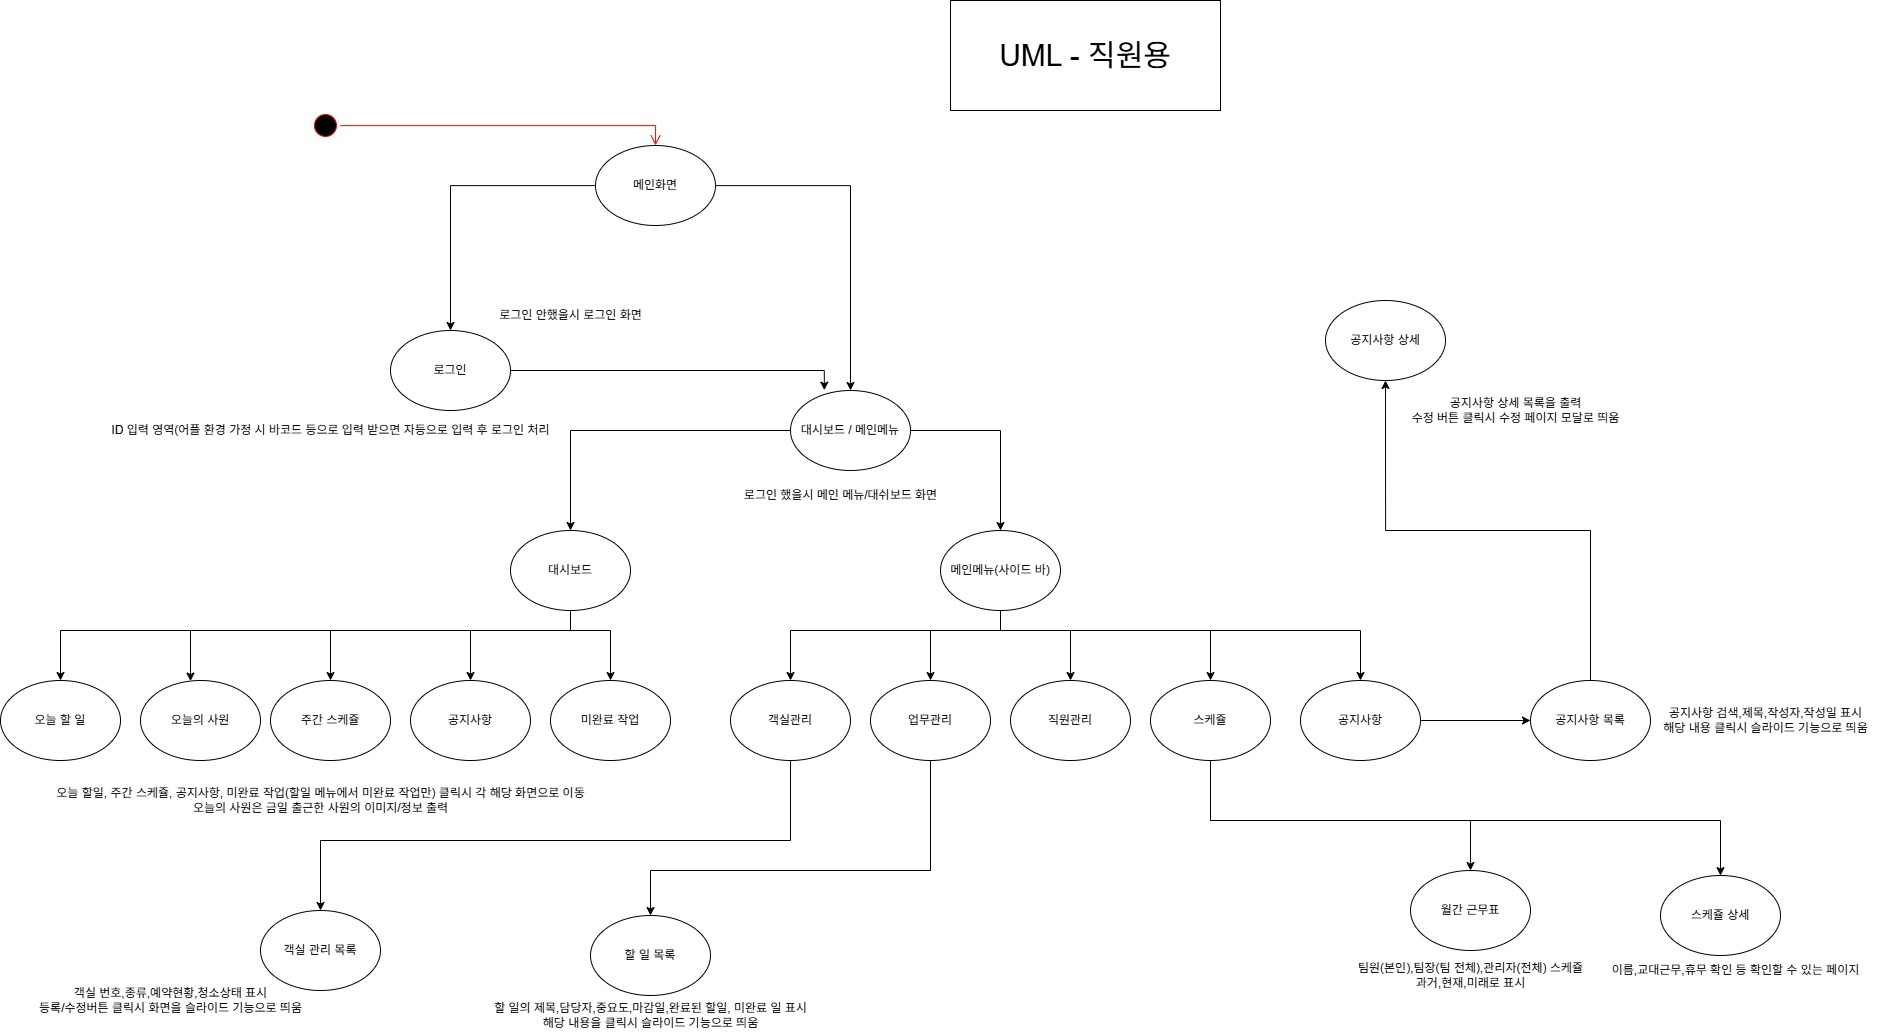 UML - 직원용
메인화면
로그인 안했을시 로그인 화면
로그인
공지사항 상세
공지사항 상세 목록을 출력
수정 버튼 클릭시 수정 페이지 모달로 띄움
ID 입력 영역(어플 환경 가정 시 바코드 등으로 입력 받으면 자등으로 입력 후 로그인 처리
대시보드 / 메인메뉴
로그인 했을시 메인 메뉴/대쉬보드 화면
대시보드
메인메뉴(사이드 바)
오늘 할 일
오늘의 사원
주간 스케쥴
공지사항
미완료 작업
객실관리
업무관리
직원관리
스케쥴
공지사항
공지사항 목록
공지사항 검색,제목,작성자,작성일 표시
해당 내용 클릭시 슬라이드 기능으로 띄움
오늘 할일, 주간 스케쥴, 공지사항, 미완료 작업(할일 메뉴에서 미완료 작업만) 클릭시 각 해당 화면으로 이동
오늘의 사원은 금일 출근한 사원의 이미지/정보 출력
객실 관리 목록
할 일 목록
월간 근무표
스케쥴 상세
객실 번호,종류,예약현황,청소상태 표시
등록/수정버튼 클릭시 화면을 슬라이드 기능으로 띄움
할 일의 제목,담당자,중요도,마감일,완료된 할일, 미완료 일 표시
해당 내용을 클릭시 슬라이드 기능으로 띄움
팀원(본인),팀장(팀 전체),관리자(전체) 스케쥴
과거,현재,미래로 표시
이름,교대근무,휴무 확인 등 확인할 수 있는 페이지